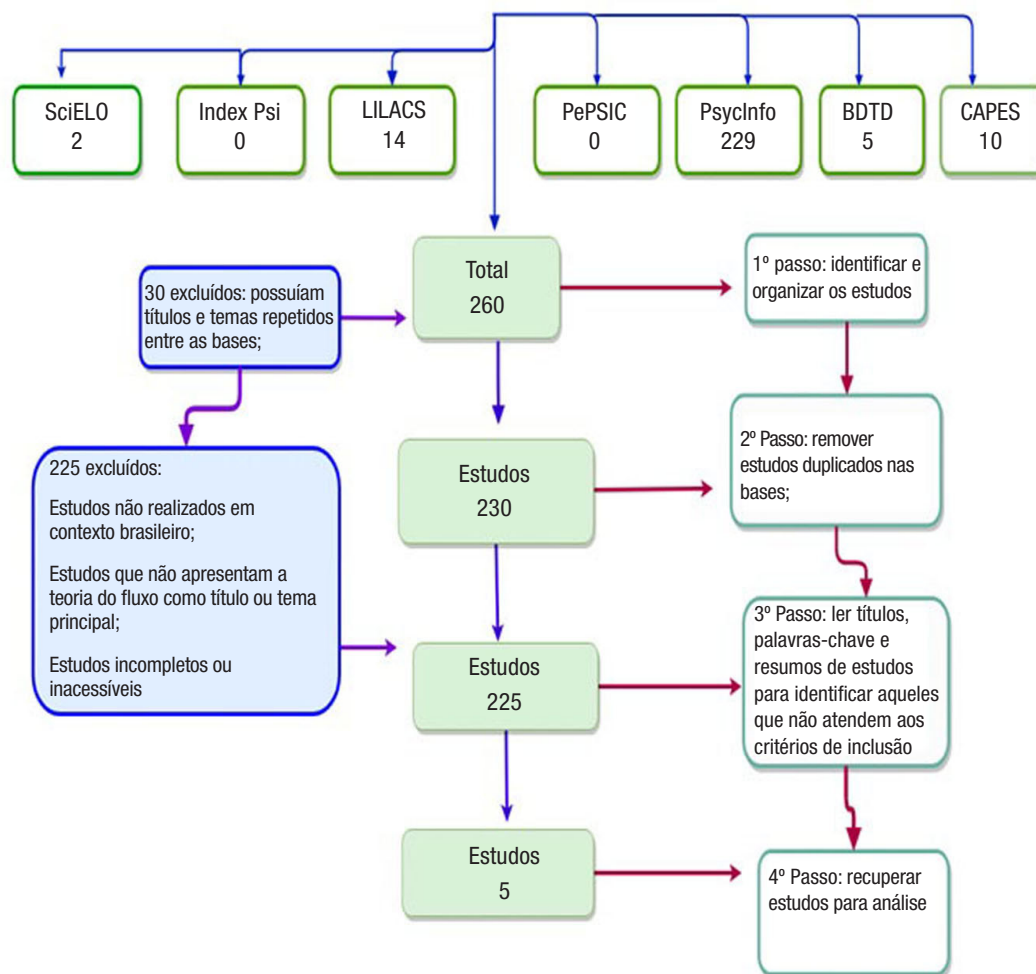 SciELO
2
Index Psi
0
LILACS
14
PePSIC
0
PsycInfo
229
BDTD
5
CAPES
10
30 excluídos: possuíam
títulos e temas repetidos
entre as bases;
Total
260
1º passo: identificar e
organizar os estudos
225 excluídos:
Estudos não realizados em
contexto brasileiro;
Estudos que não apresentam a
teoria do fluxo como título ou tema
principal;
Estudos incompletos ou
inacessíveis
Estudos
230
2º Passo: remover
estudos duplicados nas
bases;
Estudos
225
3º Passo: ler títulos,
palavras-chave e
resumos de estudos
para identificar aqueles
que não atendem aos
critérios de inclusão
Estudos
5
4º Passo: recuperar
estudos para análise